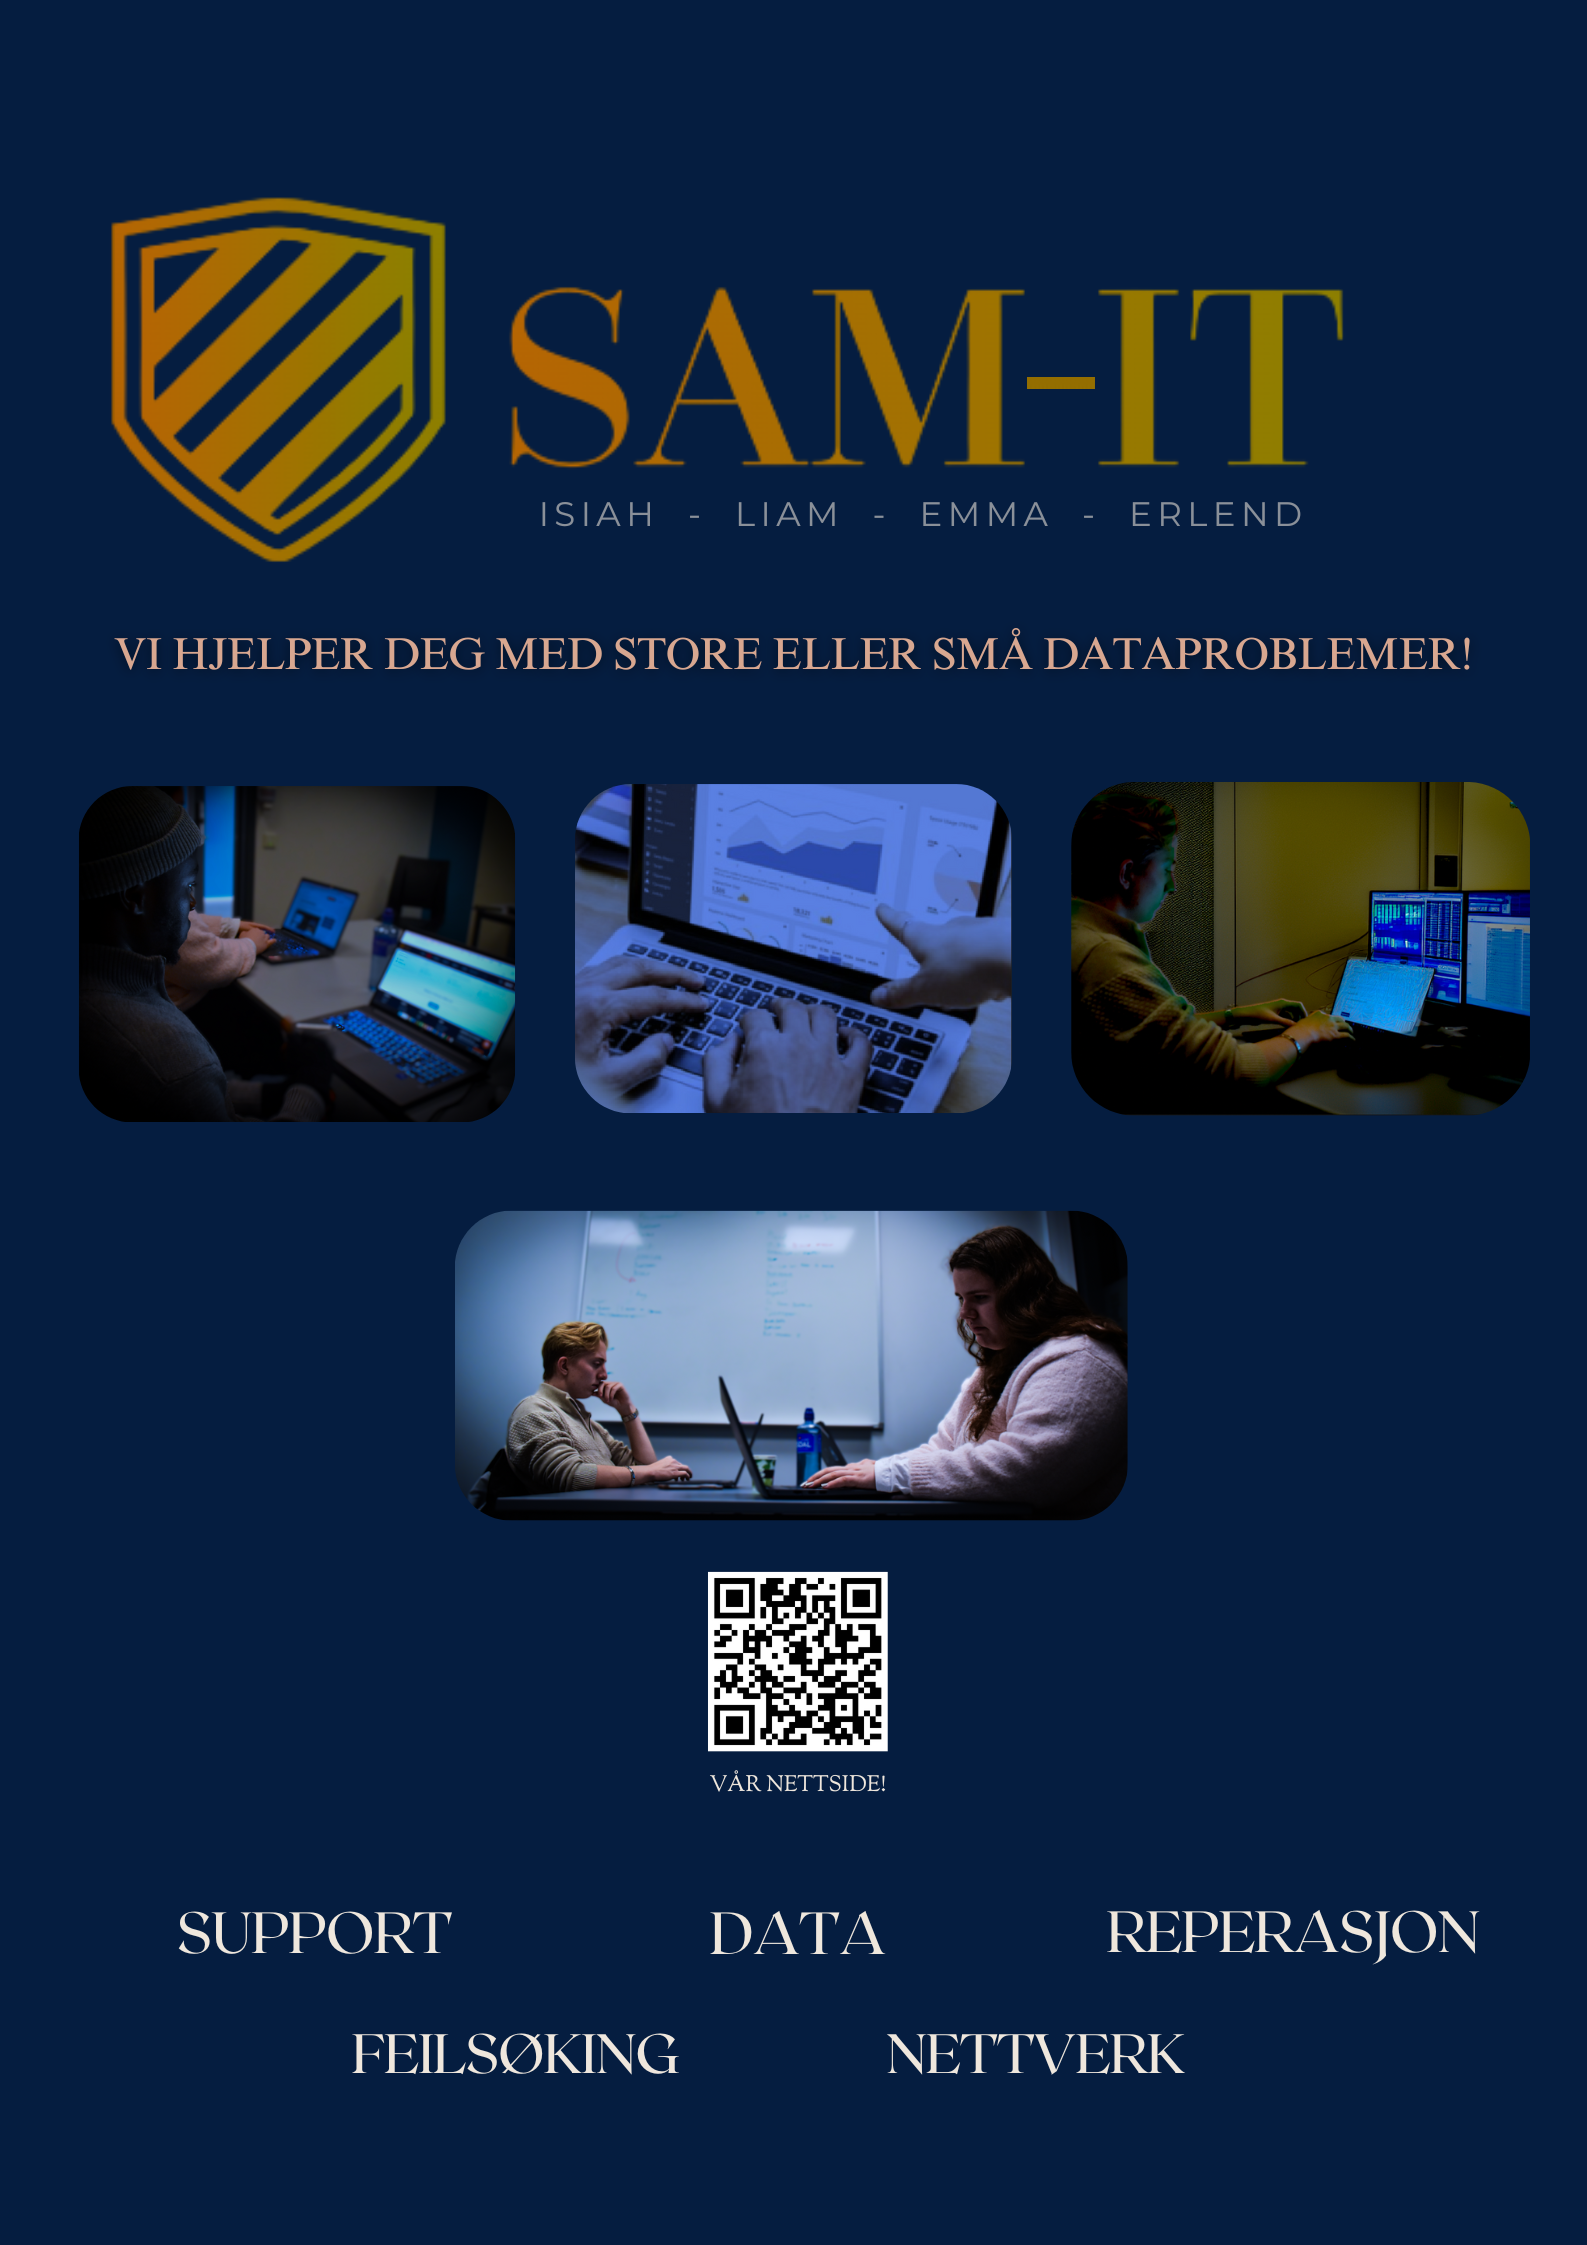 SAM-IT
ISIAH - LIAM - EMMA - ERLEND
VI HJELPER DEG MED STORE ELLER SMÅ DATAPROBLEMER!
VÅR NETTSIDE!
SUPPORT DATA REPERASJON
FEILSØKING NETTVERK